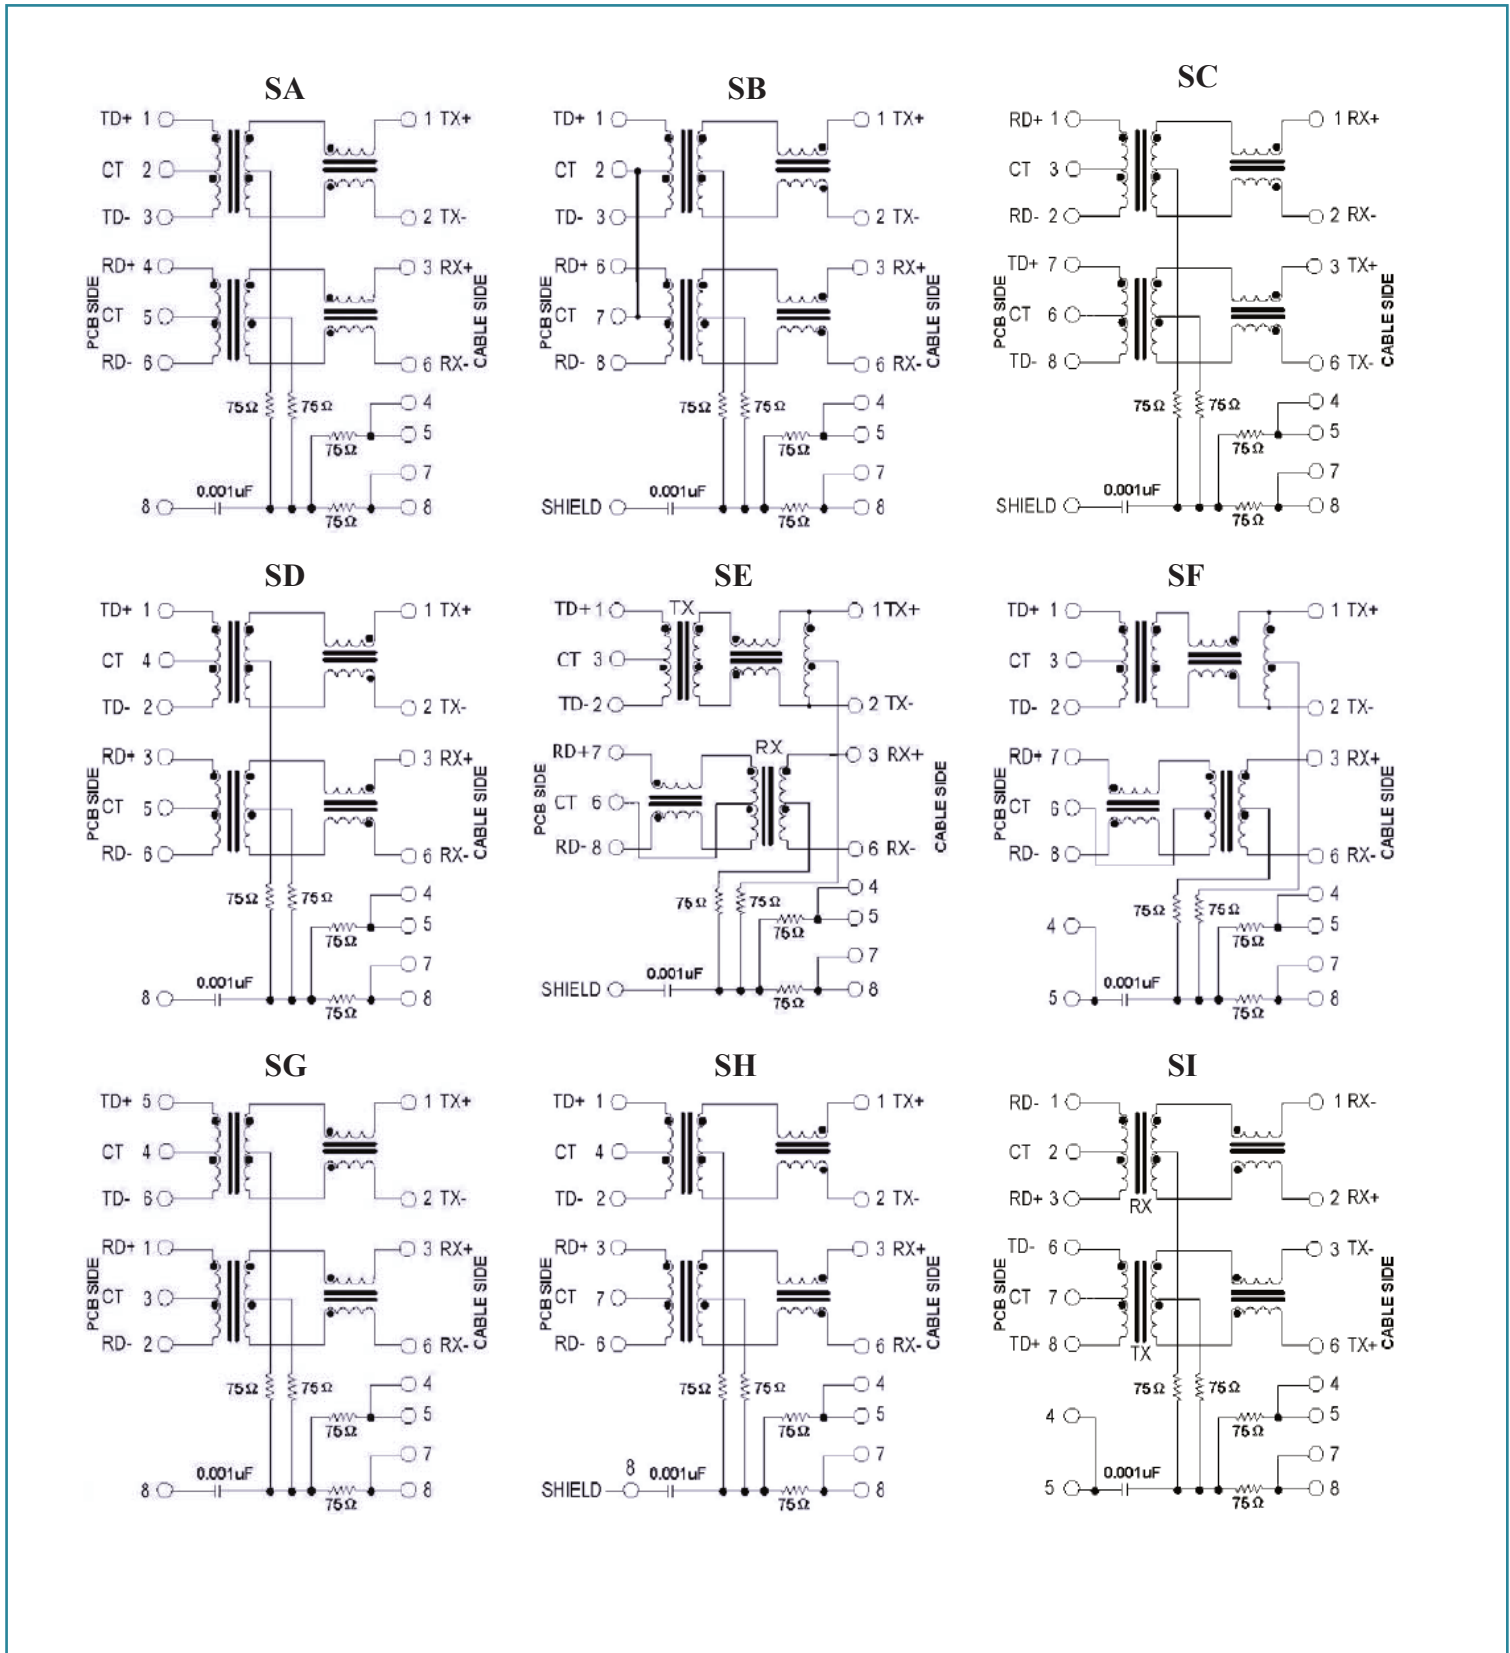 SA
TD+ 1
1 TX+
CT 2
TD- 3
2 TX-
RD+ 4
3 RX+
PCB SIDE
CT 5
CABLE SIDE
RD- 6
6 RX-
75Ω
75Ω
4
5
75Ω
7
0.001uF
8
8
75Ω
SB
TD+ 1
1 TX+
CT 2
TD- 3
2 TX-
RD+ 6
3 RX+
PCB SIDE
CT 7
CABLE SIDE
RD- 8
6 RX-
75Ω
75Ω
4
5
75Ω
7
0.001uF
SHIELD
8
75Ω
SC
RD+ 1
1 RX+
CT 3
RD- 2
2 RX-
TD+ 7
3 TX+
PCB SIDE
CT 6
CABLE SIDE
TD- 8
6 TX-
75Ω
75Ω
4
5
75Ω
7
0.001uF
SHIELD
8
75Ω
SD
TD+ 1
1 TX+
CT 4
TD- 2
2 TX-
RD+ 3
3 RX+
PCB SIDE
CT 5
CABLE SIDE
RD- 6
6 RX-
75Ω
75Ω
4
5
75Ω
7
0.001uF
8
8
75Ω
SE
TD+ 1
TX
1 TX+
CT 3
TD- 2
2 TX-
RD+ 7
RX
3 RX+
PCB SIDE
CT 6
CABLE SIDE
RD- 8
6 RX-
75Ω
75Ω
4
5
75Ω
7
0.001uF
SHIELD
8
75Ω
SF
TD+ 1
1 TX+
CT 3
TD- 2
2 TX-
RD+ 7
3 RX+
PCB SIDE
CT 6
CABLE SIDE
RD- 8
6 RX-
75Ω
75Ω
4
4
5
75Ω
7
0.001uF
5
8
75Ω
SG
TD+ 5
1 TX+
CT 4
TD- 6
2 TX-
RD+ 1
3 RX+
PCB SIDE
CT 3
CABLE SIDE
RD- 2
6 RX-
75Ω
75Ω
4
5
75Ω
7
0.001uF
8
8
75Ω
SH
TD+ 1
1 TX+
CT 4
TD- 2
2 TX-
RD+ 3
3 RX+
PCB SIDE
CT 7
CABLE SIDE
RD- 6
6 RX-
75Ω
75Ω
4
5
75Ω
7
8
0.001uF
SHIELD
8
75Ω
SI
RD- 1
1 RX-
CT 2
RD+ 3
RX
2 RX+
TD- 6
3 TX-
PCB SIDE
CT 7
CABLE SIDE
TD+ 8
TX
6 TX+
75Ω
75Ω
4
4
5
75Ω
7
0.001uF
5
8
75Ω